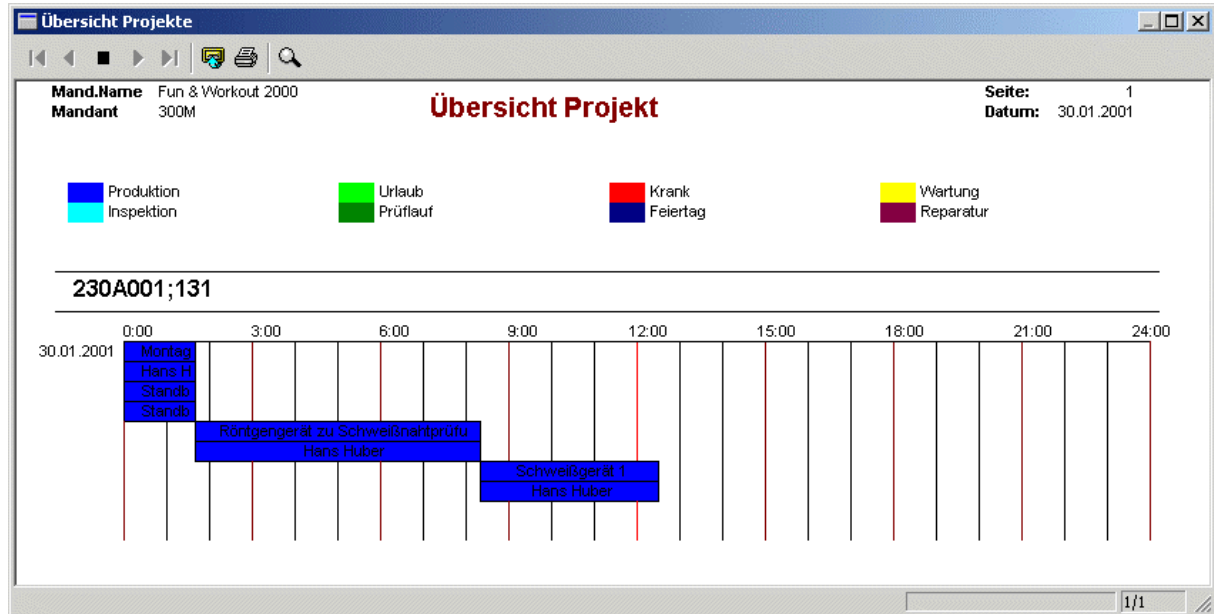 Übersicht Projekte
Mand.Name Fun & Workout 2000
Mandant 300M
Übersicht Projekt
Seite: 1
Datum: 30.01.2001
Produktion Urlaub Krank Wartung
Inspektion Prüflauf Feiertag Reparatur
230A001;131
0:00 3:00 6:00 9:00 12:00 15:00 18:00 21:00 24:00
30.01.2001 Montag
Hans H
Standb
Standb
Röntgengerät zu Schweißnahtprüfu
Hans Huber
Schweißgerät 1
Hans Huber
1/1